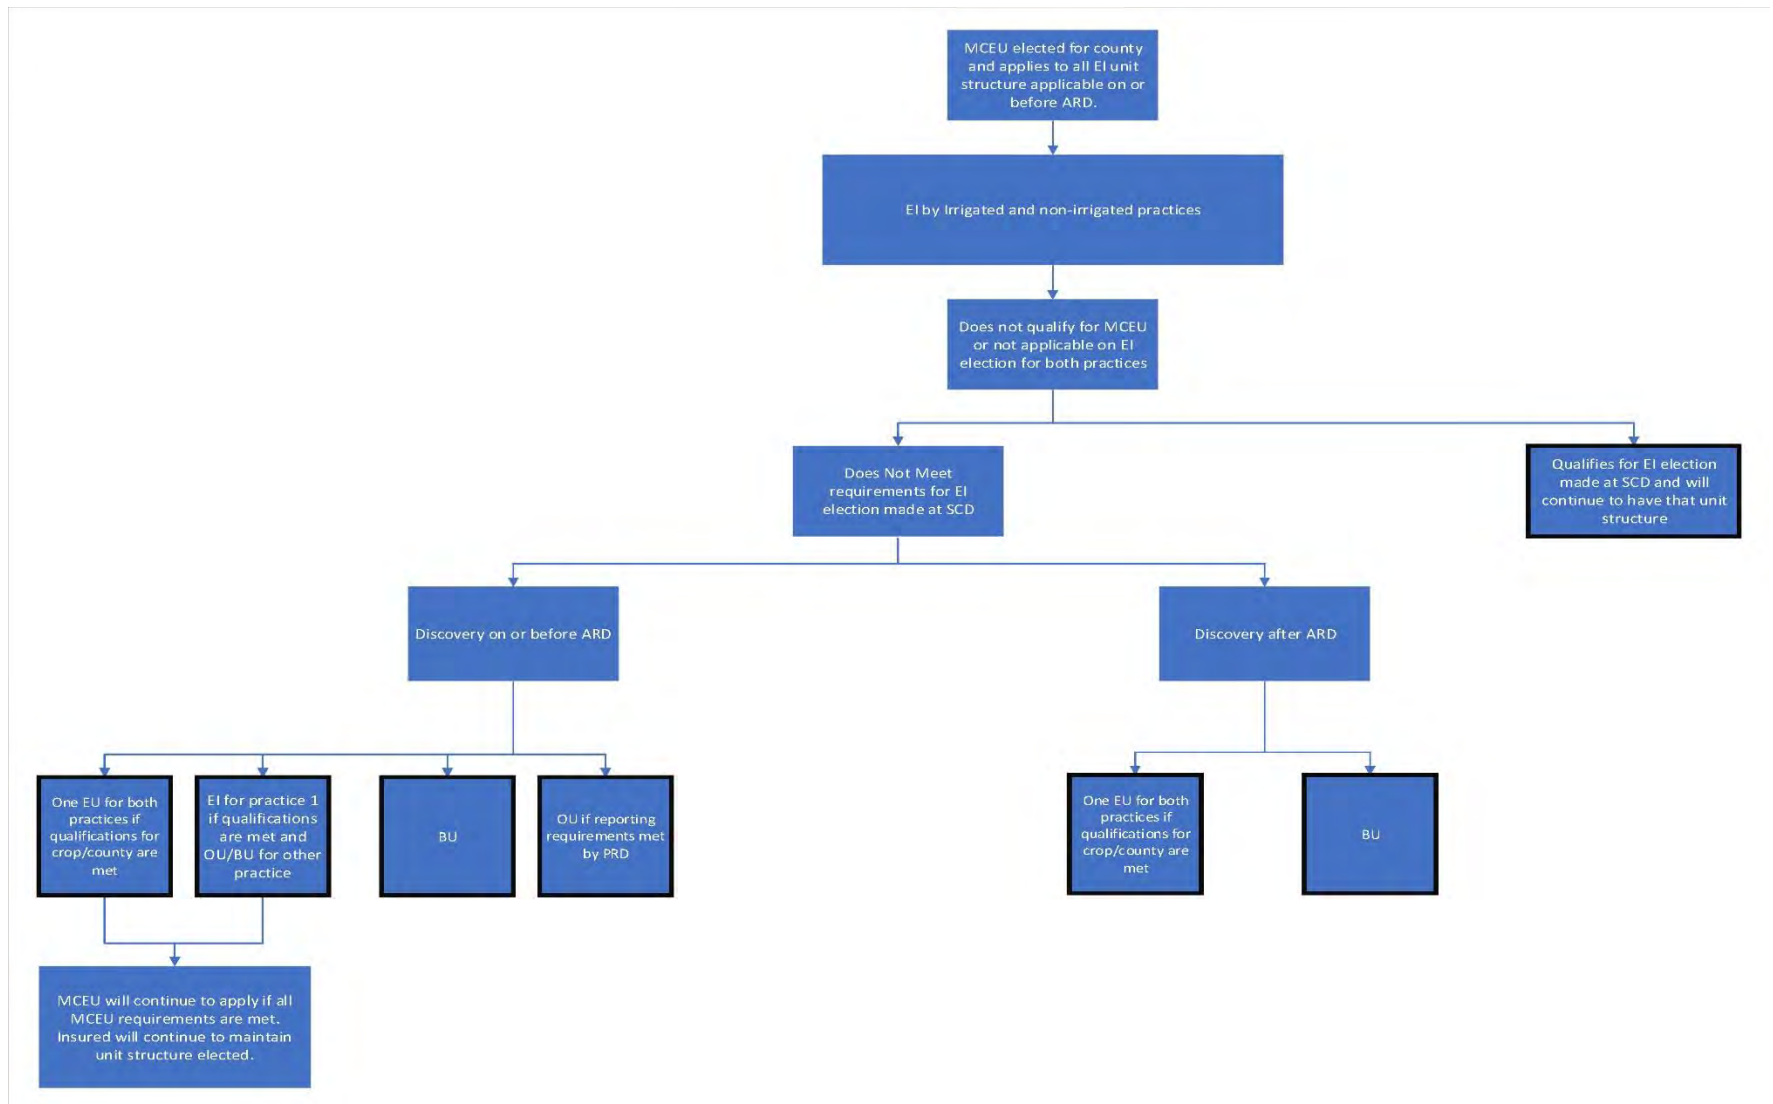 MCEU elected for county
and applies to all EI unit
structure applicable on or
before ARD.
EI by Irrigated and non-irrigated practices
Does not qualify for MCEU
or not applicable on EI
election for both practices
Does Not Meet
requirements for EI
election made at SCD
Qualifies for EI election
made at SCD and will
continue to have that unit
structure
Discovery on or before ARD
Discovery after ARD
One EU for both
practices if
qualifications for
crop/county are
met
EI for practice 1
if qualifications
are met and
OU/BU for other
practice
BU
OU if reporting
requirements met
by PRD
One EU for both
practices if
qualifications for
crop/county are
met
BU
MCEU will continue to apply if all
MCEU requirements are met.
Insured will continue to maintain
unit structure elected.